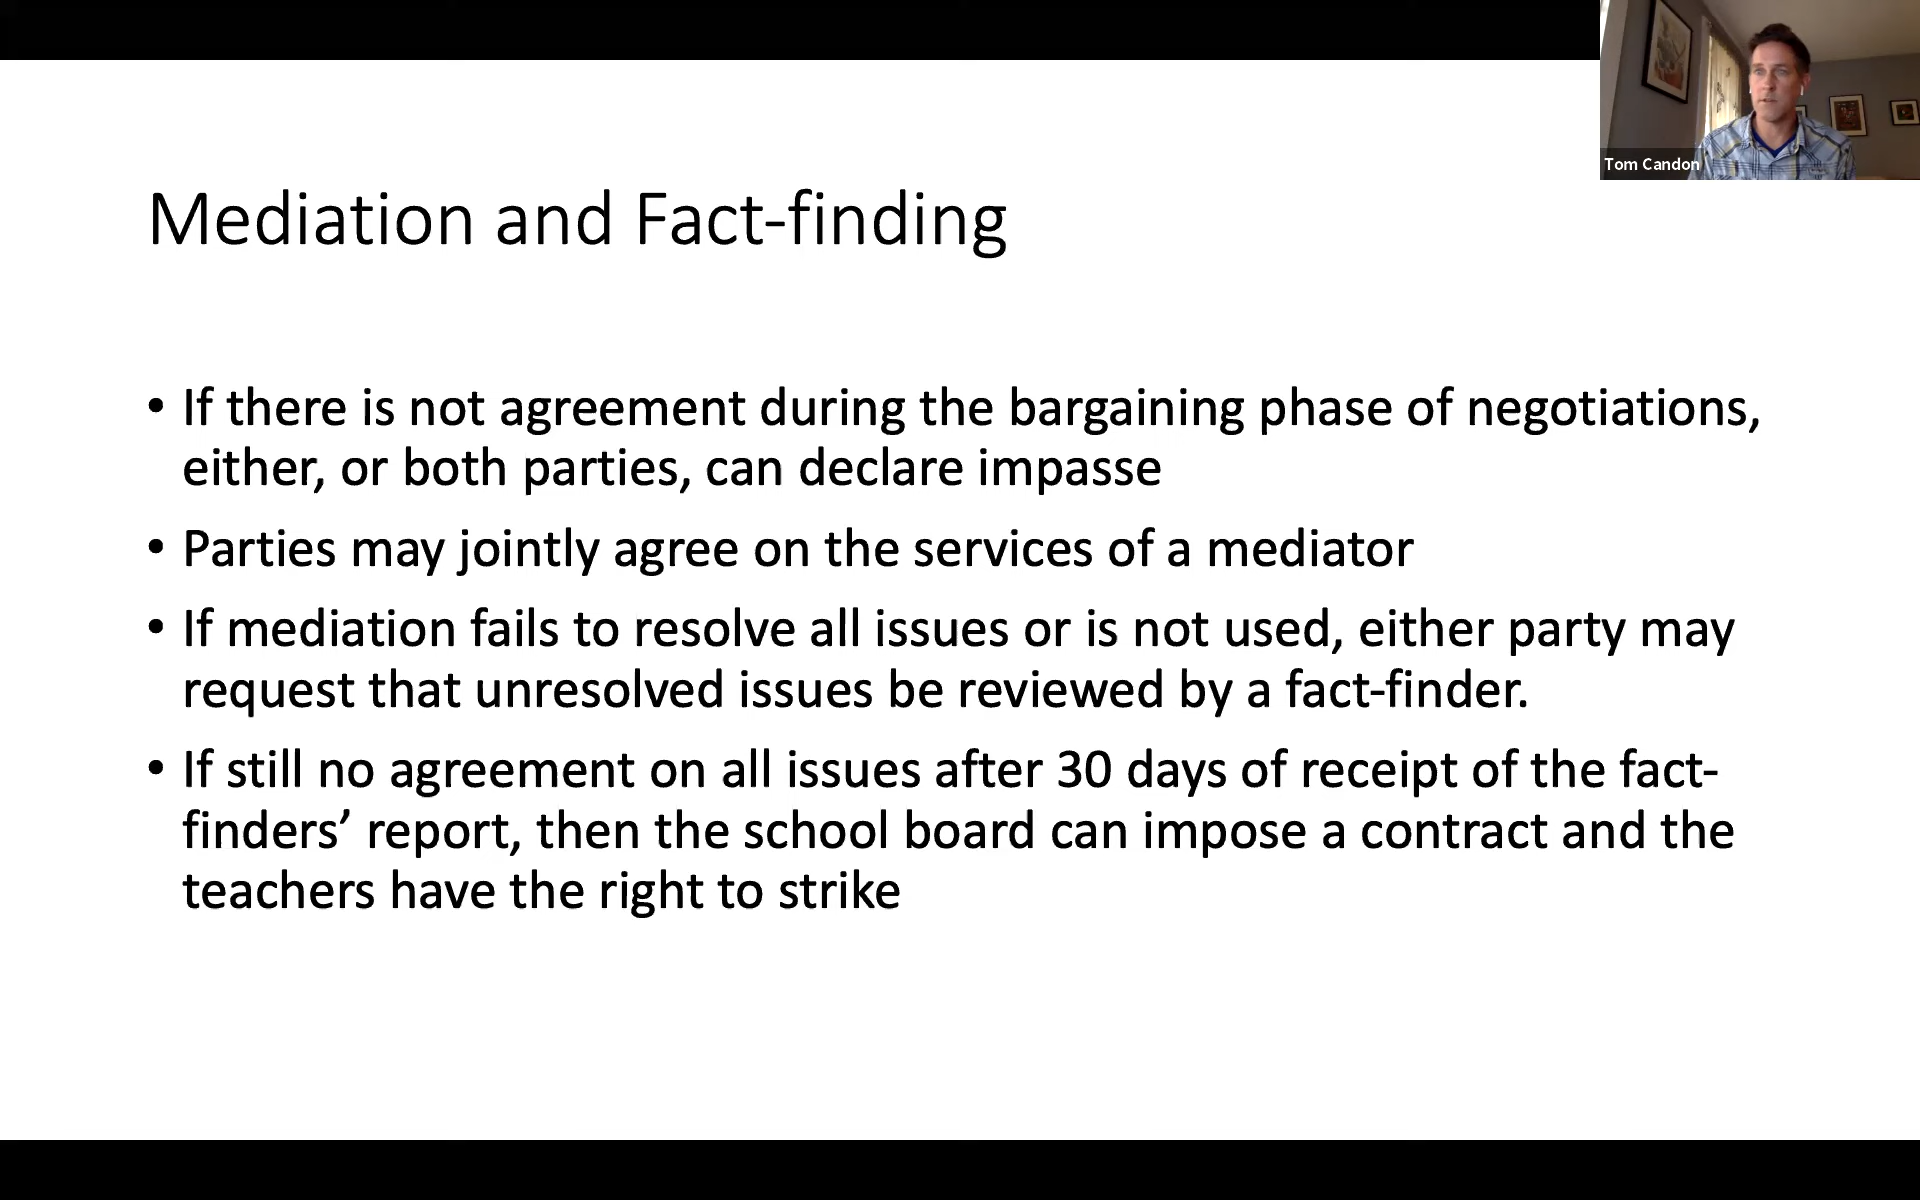 Tom Candon
Mediation and Fact-finding
• If there is not agreement during the bargaining phase of negotiations,
either, or both parties, can declare impasse
• Parties may jointly agree on the services of a mediator
• If mediation fails to resolve all issues or is not used, either party may
request that unresolved issues be reviewed by a fact-finder.
• If still no agreement on all issues after 30 days of receipt of the fact-
finders’ report, then the school board can impose a contract and the
teachers have the right to strike